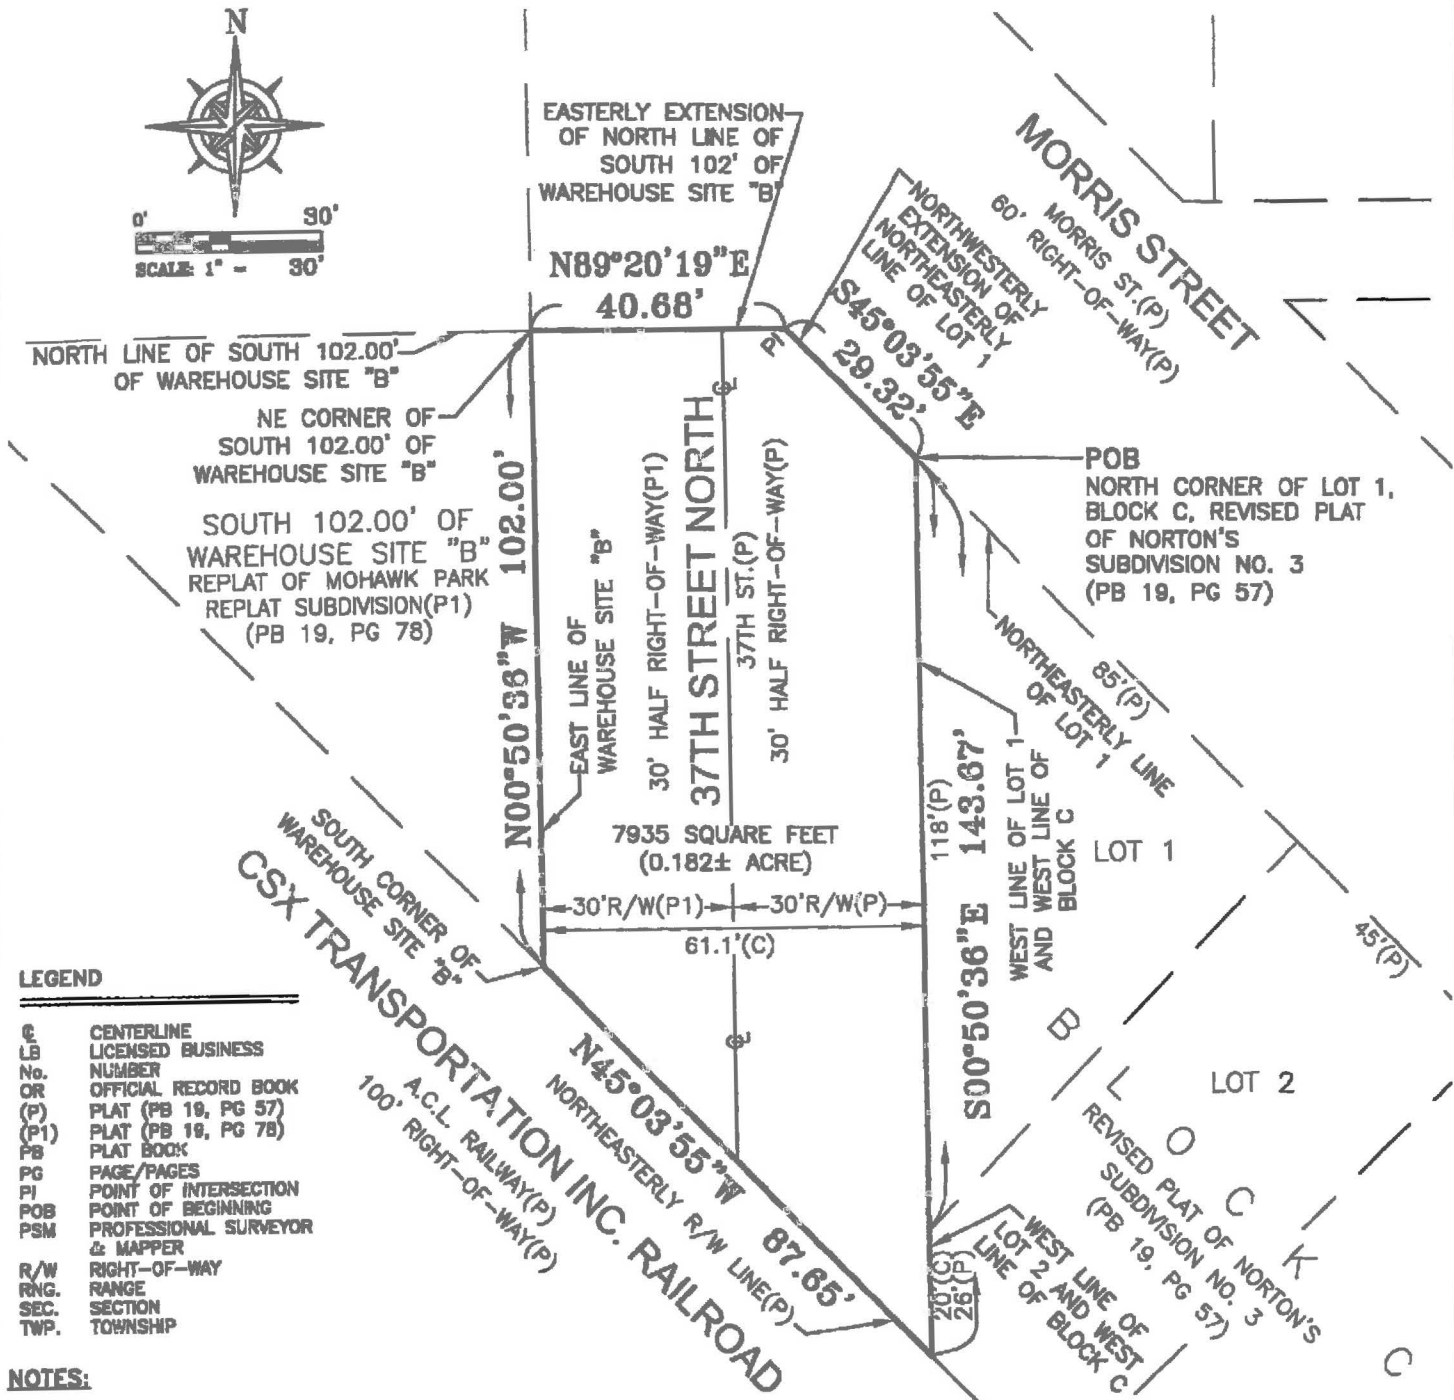 N
0' 30'
SCALE: 1" = 30'
EASTERLY EXTENSION
OF NORTH LINE OF
SOUTH 102' OF
WAREHOUSE SITE "B"
N89°20'19"E
40.68'
NORTHWESTERLY
EXTENSION OF
NORTHEASTERLY
LINE OF LOT 1
S45°03'55"E
29.32'
MORRIS STREET
MORRIS ST.(P)
60' RIGHT-OF-WAY(P)
PI
NORTH LINE OF SOUTH 102.00'
OF WAREHOUSE SITE "B"
NE CORNER OF
SOUTH 102.00' OF
WAREHOUSE SITE "B"
SOUTH 102.00' OF
WAREHOUSE SITE "B"
REPLAT OF MOHAWK PARK
REPLAT SUBDIVISION(P1)
(PB 19, PG 78)
N00°50'36"W 102.00'
EAST LINE OF
WAREHOUSE SITE "B"
30' HALF RIGHT-OF-WAY(P1)
37TH STREET NORTH
37TH ST.(P)
30' HALF RIGHT-OF-WAY(P)
℄
POB
NORTH CORNER OF LOT 1,
BLOCK C, REVISED PLAT
OF NORTON'S
SUBDIVISION NO. 3
(PB 19, PG 57)
NORTHEASTERLY LINE
OF LOT 1
85'(P)
45'(P)
7935 SQUARE FEET
(0.182± ACRE)
30'R/W(P1) 30'R/W(P)
61.1'(C)
℄
118'(P)
S00°50'36"E 143.67'
WEST LINE OF LOT 1
AND WEST LINE OF
BLOCK C
LOT 1
LOT 2
BLOCK C
REVISED PLAT OF NORTON'S
SUBDIVISION NO. 3
(PB 19, PG 57)
WEST LINE OF
LOT 2 AND WEST
LINE OF BLOCK C
20'(C)
26'(P)
SOUTH CORNER OF
WAREHOUSE SITE "B"
CSX TRANSPORTATION INC. RAILROAD
A.C.L. RAILWAY(P)
100' RIGHT-OF-WAY(P)
N45°03'55"W 87.65'
NORTHEASTERLY R/W LINE(P)
LEGEND
℄ CENTERLINE
LB LICENSED BUSINESS
No. NUMBER
OR OFFICIAL RECORD BOOK
(P) PLAT (PB 19, PG 57)
(P1) PLAT (PB 19, PG 78)
PB PLAT BOOK
PG PAGE/PAGES
PI POINT OF INTERSECTION
POB POINT OF BEGINNING
PSM PROFESSIONAL SURVEYOR
& MAPPER
R/W RIGHT-OF-WAY
RNG. RANGE
SEC. SECTION
TWP. TOWNSHIP
NOTES: